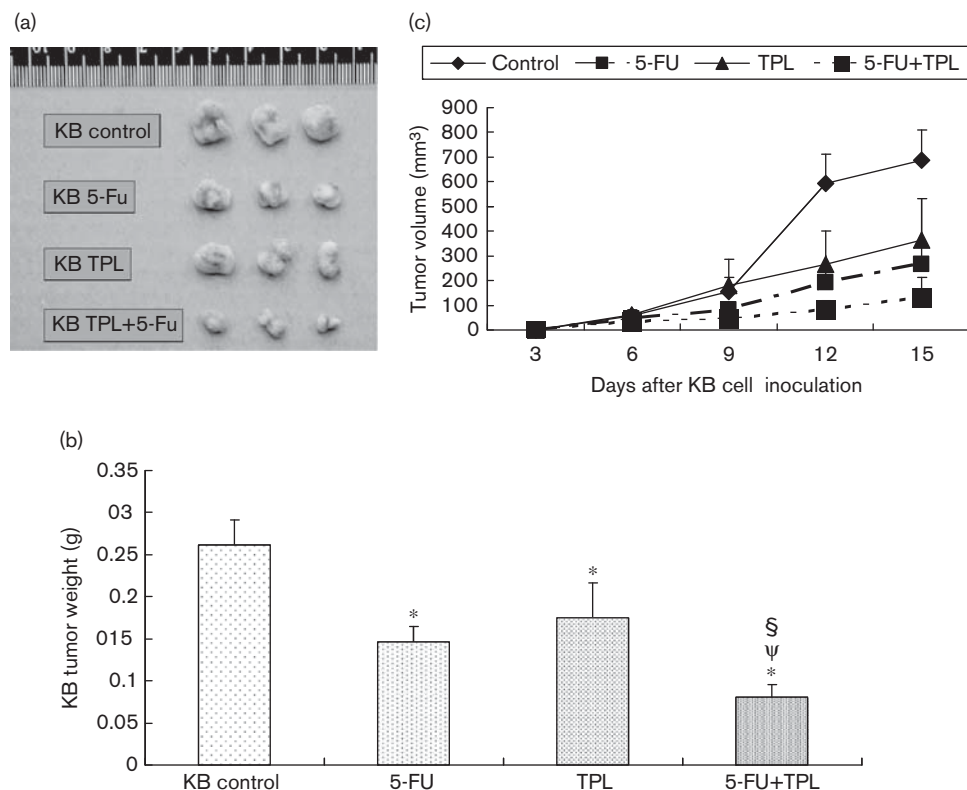 (a)
KB control
KB 5-Fu
KB TPL
KB TPL+5-Fu
(c)
Control 5-FU TPL 5-FU+TPL
Tumor volume (mm³)
900
800
700
600
500
400
300
200
100
0
3 6 9 12 15
Days after KB cell inoculation
(b)
KB tumor weight (g)
0.35
03
0.25
02
015
0.1
0.05
0
* * § ψ *
KB control 5-FU TPL 5-FU+TPL